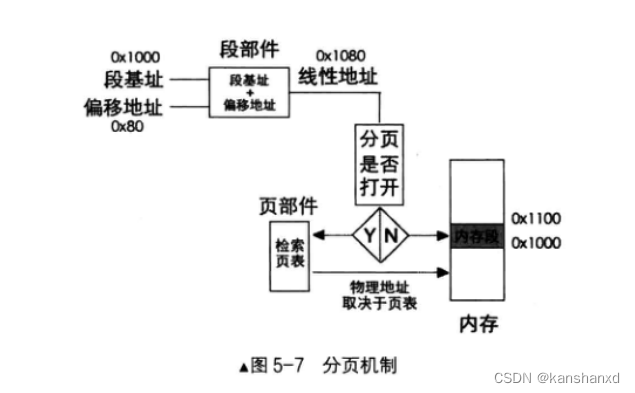 0x1000
段部件
0x1080
段基址
段基址
+
偏移地址
线性地址
偏移地址
0x80
分页
是否
打开
页部件
Y N
检索
页表
内存段
0x1100
0x1000
物理地址
取决于页表
内存
▲图 5-7 分页机制
CSDN @kanshanxd